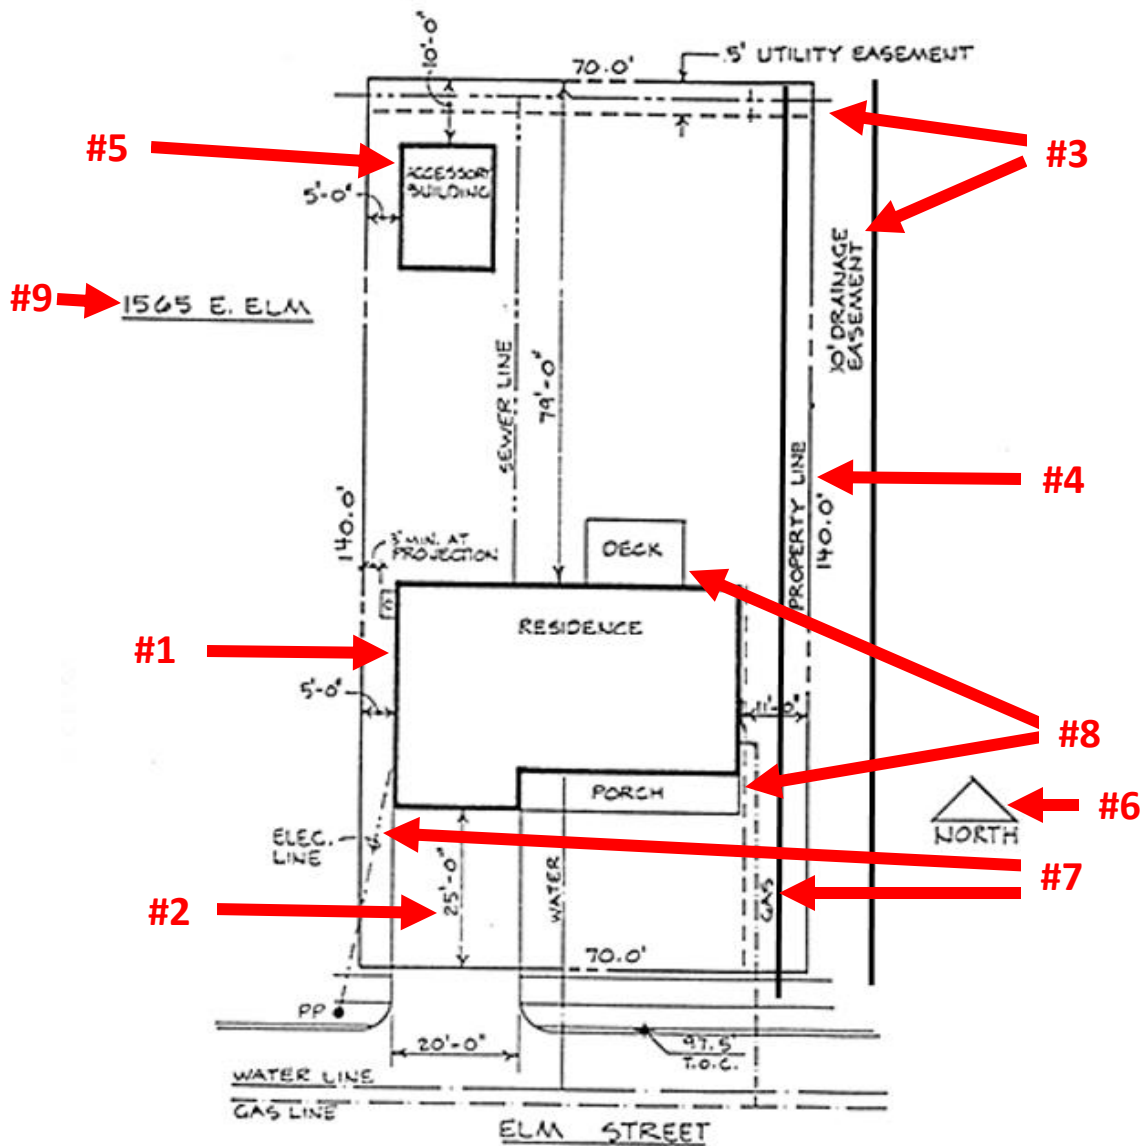 10'-0"
70.0'
.5' UTILITY EASEMENT
#5
#3
ACCESSORY
BUILDING
5'-0"
10' DRAINAGE
EASEMENT
#9
1565 E. ELM
SEWER LINE
79'-0"
PROPERTY LINE
#4
140.0'
140.0'
3' MIN. AT
PROJECTION
DECK
RESIDENCE
#1
5'-0"
11'-0"
#8
PORCH
#6
NORTH
ELEC.
LINE
25'-0"
WATER
GAS
#7
#2
70.0'
PP
20'-0"
97.5'
T.O.C.
WATER LINE
GAS LINE
ELM STREET